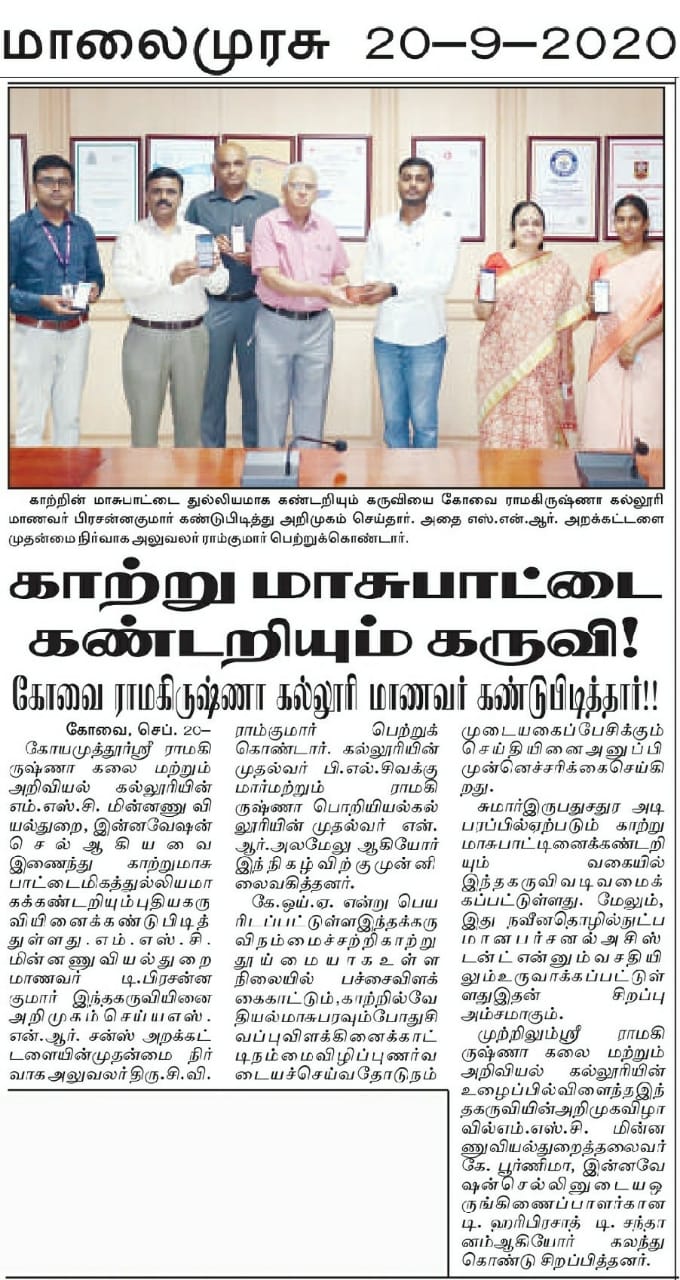 மாலைமுரசு 20-9-2020
காற்றின் மாசுபாட்டை துல்லியமாக கண்டறியும் கருவியை கோவை ராமகிருஷ்ணா கல்லூரி
மாணவர் பிரசன்னகுமார் கண்டுபிடித்து அறிமுகம் செய்தார். அதை எஸ்.என்.ஆர். அறக்கட்டளை
முதன்மை நிர்வாக அலுவலர் ராம்குமார் பெற்றுக்கொண்டார்.
காற்று மாசுபாட்டை
கண்டறியும் கருவி!
கோவை ராமகிருஷ்ணா கல்லூரி மாணவர் கண்டுபிடித்தார்!!
கோவை, செப். 20–
கோயமுத்தூர்ஸ்ரீ ராமகி
ருஷ்ணா கலை மற்றும்
அறிவியல் கல்லூரியின்
எம்.எஸ்.சி. மின்னணு வி
யல்துறை, இன்னவேஷன்
செல் ஆகியவை
இணைந்து காற்றுமாசு
பாட்டைமிகத்துல்லியமா
கக்கண்டறியும்புதியகரு
வியினைக்கண்டுபிடித்
துள்ளது.எம்.எஸ்.சி.
மின்னணுவியல்துறை
மாணவர் டி.பிரசன்ன
குமார் இந்தகருவியினை
அறிமுகம்செய்யஎஸ்.
என்.ஆர். சன்ஸ் அறக்கட்
டளையின்முதன்மை நிர்
வாகஅலுவலர்திரு.சி.வி.
ராம்குமார் பெற்றுக்
கொண்டார். கல்லூரியின்
முதல்வர் பி.எல்.சிவக்கு
மார்மற்றும் ராமகி
ருஷ்ணா பொறியியல்கல்
லூரியின் முதல்வர் என்.
ஆர்.அலமேலு ஆகியோர்
இந்நிகழ்விற்குமுன்னி
லைவகித்தனர்.
கே.ஒய்.ஏ. என்று பெய
ரிடப்பட்டுள்ளஇந்தக்கரு
விநம்மைச்சற்றிகாற்று
தூய்மையாகஉள்ள
நிலையில் பச்சைவிளக்
கைகாட்டும்,காற்றில்வே
தியல்மாசுபரவும்போதுசி
வப்புவிளக்கினைக்காட்
டிநம்மைவிழிப்புணர்வ
டையச்செய்வதோடுநம்
முடையகைப்பேசிக்கும்
செய்தியினைஅனுப்பி
முன்னெச்சரிக்கைசெய்கி
றது.
சுமார்இருபதுசதுர அடி
பரப்பில்ஏற்படும் காற்று
மாசுபாட்டினைக்கண்டறி
யும் வகையில்
இந்தகருவிவடிவமைக்
கப்பட்டுள்ளது. மேலும்,
இது நவீனதொழில்நுட்ப
மானபர்சனல்அசிஸ்
டன்ட்என்னும்வசதியி
லும்உருவாக்கப்பட்டுள்
ளதுஇதன் சிறப்பு
அம்சமாகும்.
முற்றிலும்ஸ்ரீ ராமகி
ருஷ்ணா கலை மற்றும்
அறிவியல் கல்லூரியின்
உழைப்பில்விளைந்தஇந்
தகருவியின்அறிமுகவிழா
வில்எம்.எஸ்.சி. மின்ன
ணுவியல்துறைத்தலைவர்
கே. பூர்ணிமா, இன்னவே
ஷன்செல்லினுடையஒ
ருங்கிணைப்பாளர்கான
டி. ஹரிபிரசாத் டி. சந்தா
னம்ஆகியோர் கலந்து
கொண்டு சிறப்பித்தனர்.